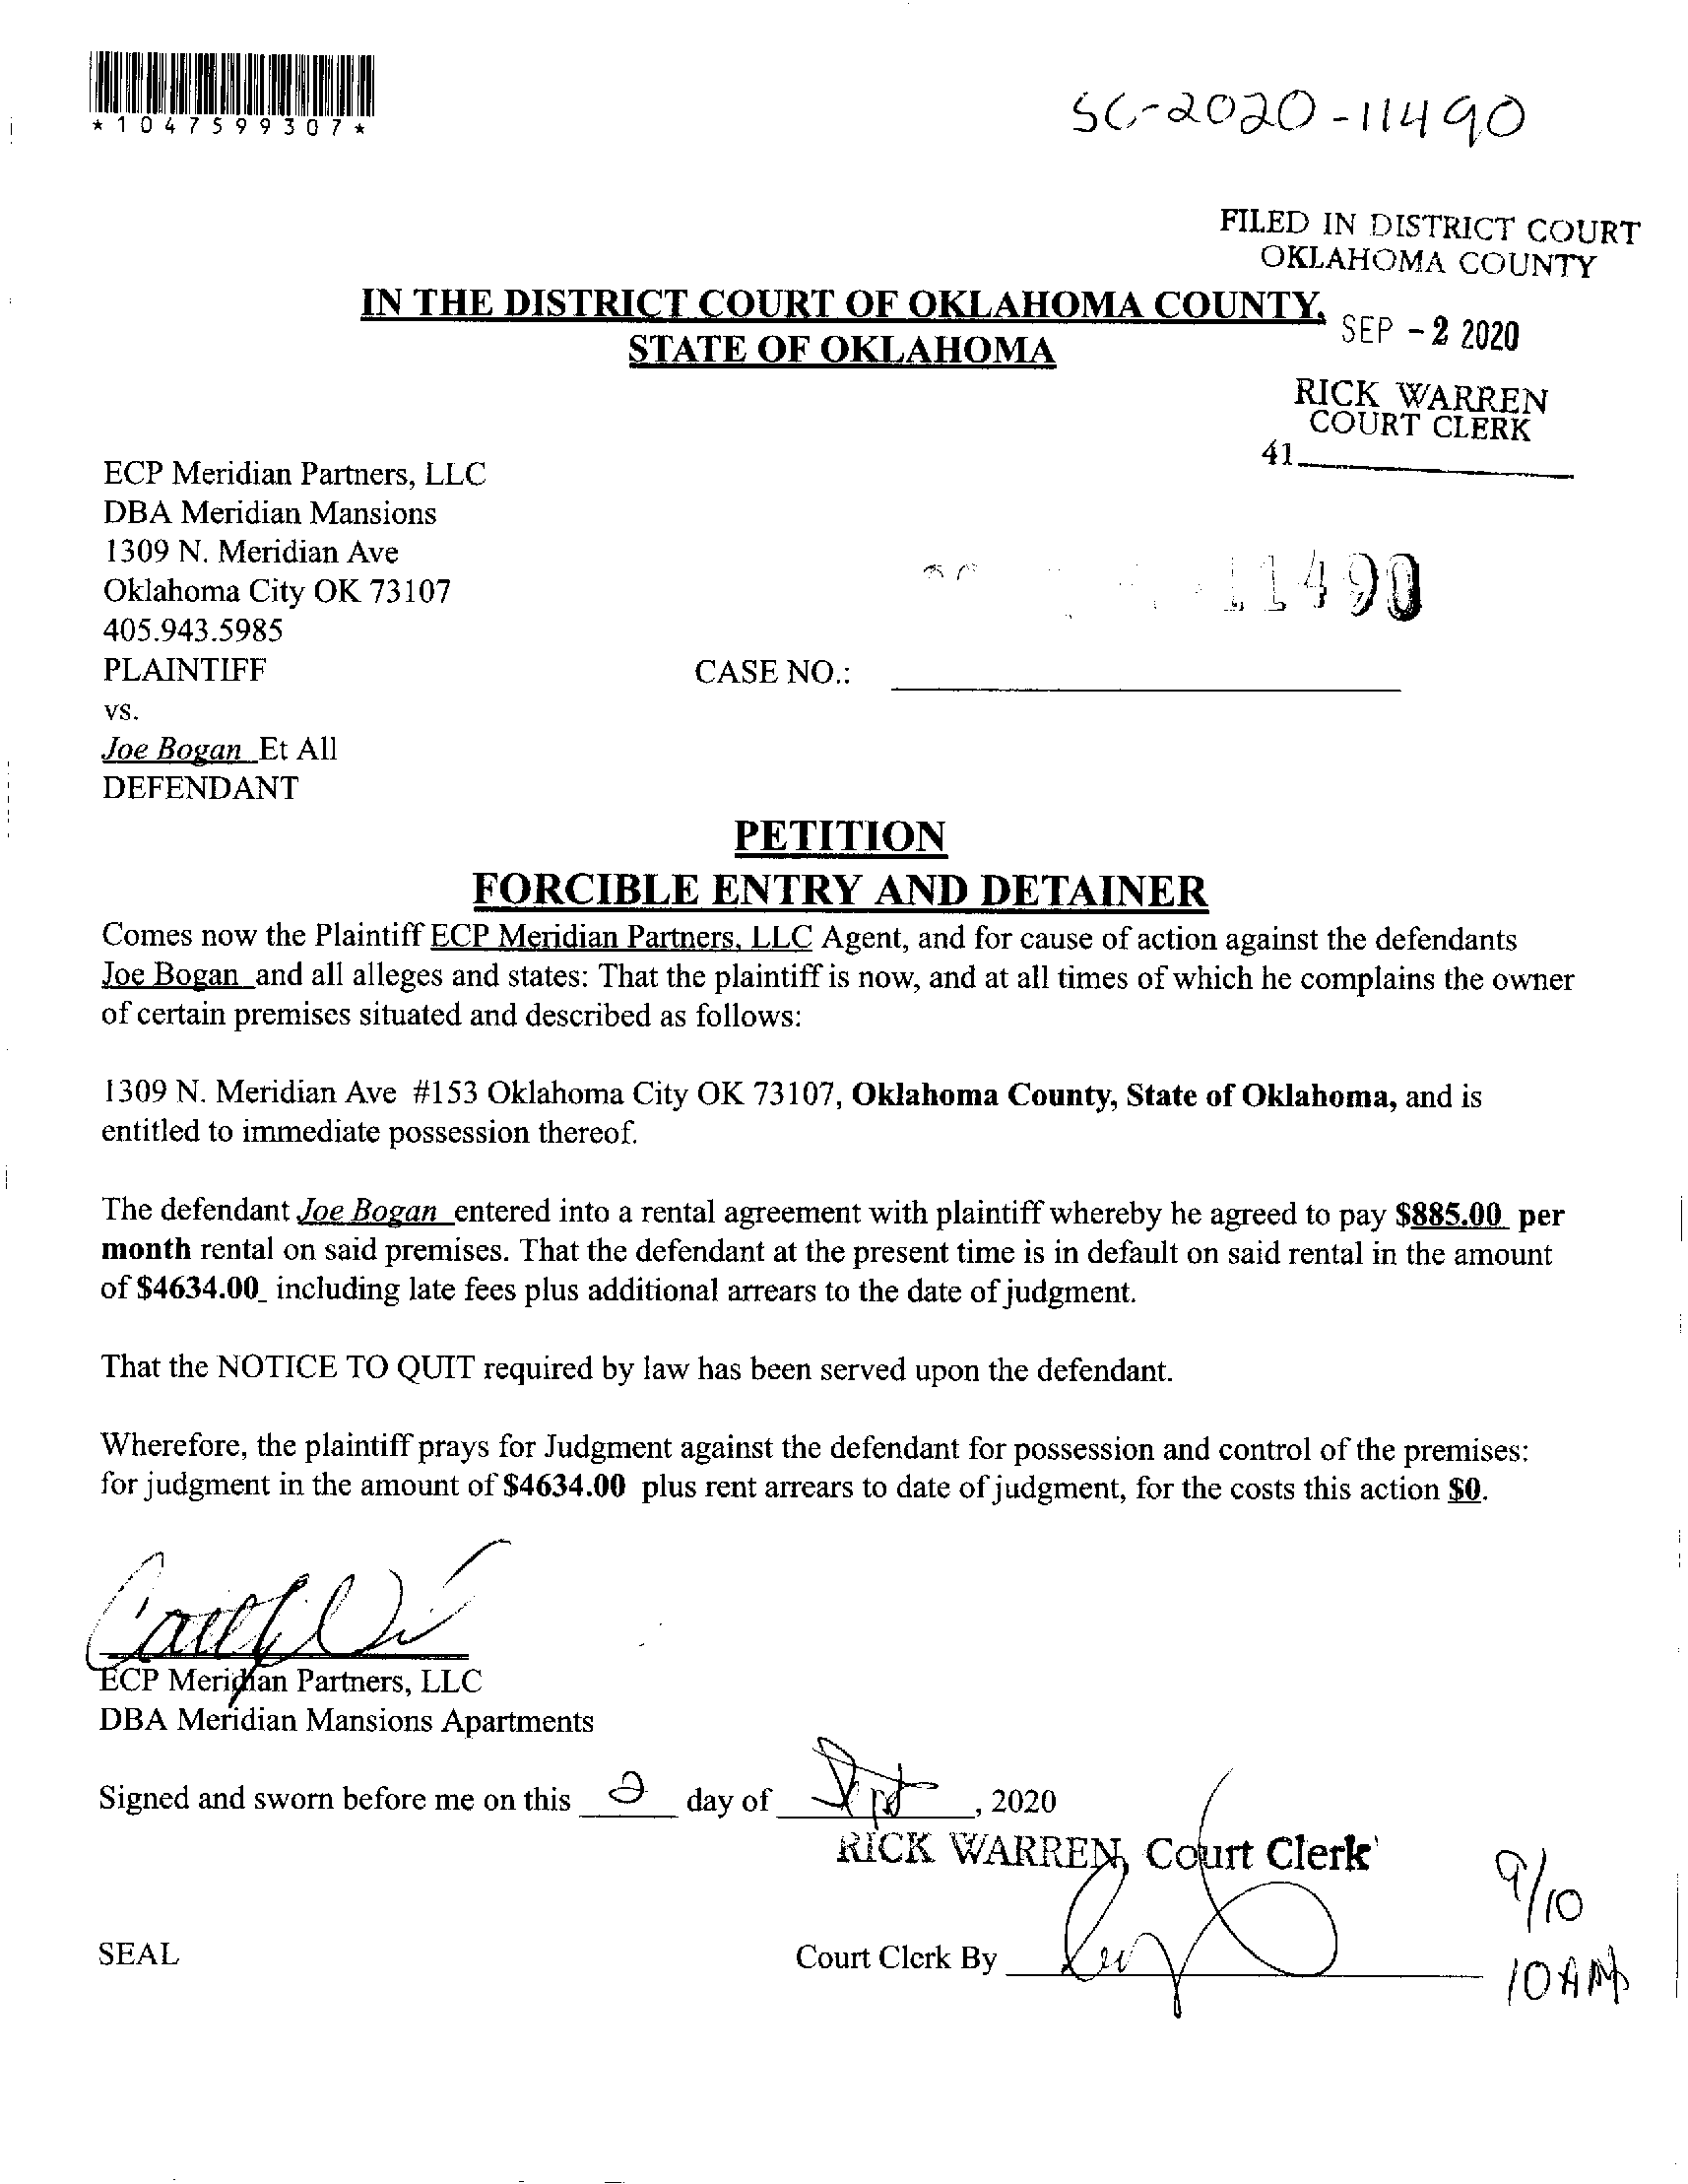 *1047599307*
SC-2020-11490
FILED IN DISTRICT COURT
OKLAHOMA COUNTY
IN THE DISTRICT COURT OF OKLAHOMA COUNTY,
STATE OF OKLAHOMA
SEP - 2 2020
RICK WARREN
COURT CLERK
41
ECP Meridian Partners, LLC
DBA Meridian Mansions
1309 N. Meridian Ave
Oklahoma City OK 73107
405.943.5985
11490
PLAINTIFF
CASE NO.:
vs.
Joe Bogan Et All
DEFENDANT
PETITION
FORCIBLE ENTRY AND DETAINER
Comes now the Plaintiff ECP Meridian Partners, LLC Agent, and for cause of action against the defendants
Joe Bogan and all alleges and states: That the plaintiff is now, and at all times of which he complains the owner
of certain premises situated and described as follows:
1309 N. Meridian Ave #153 Oklahoma City OK 73107, Oklahoma County, State of Oklahoma, and is
entitled to immediate possession thereof.
The defendant Joe Bogan entered into a rental agreement with plaintiff whereby he agreed to pay $885.00 per
month rental on said premises. That the defendant at the present time is in default on said rental in the amount
of $4634.00 including late fees plus additional arrears to the date of judgment.
That the NOTICE TO QUIT required by law has been served upon the defendant.
Wherefore, the plaintiff prays for Judgment against the defendant for possession and control of the premises:
for judgment in the amount of $4634.00 plus rent arrears to date of judgment, for the costs this action $0.
ECP Meridian Partners, LLC
DBA Meridian Mansions Apartments
Signed and sworn before me on this 2 day of Sept, 2020
RICK WARREN, Court Clerk
9/10
SEAL
Court Clerk By
10 AM